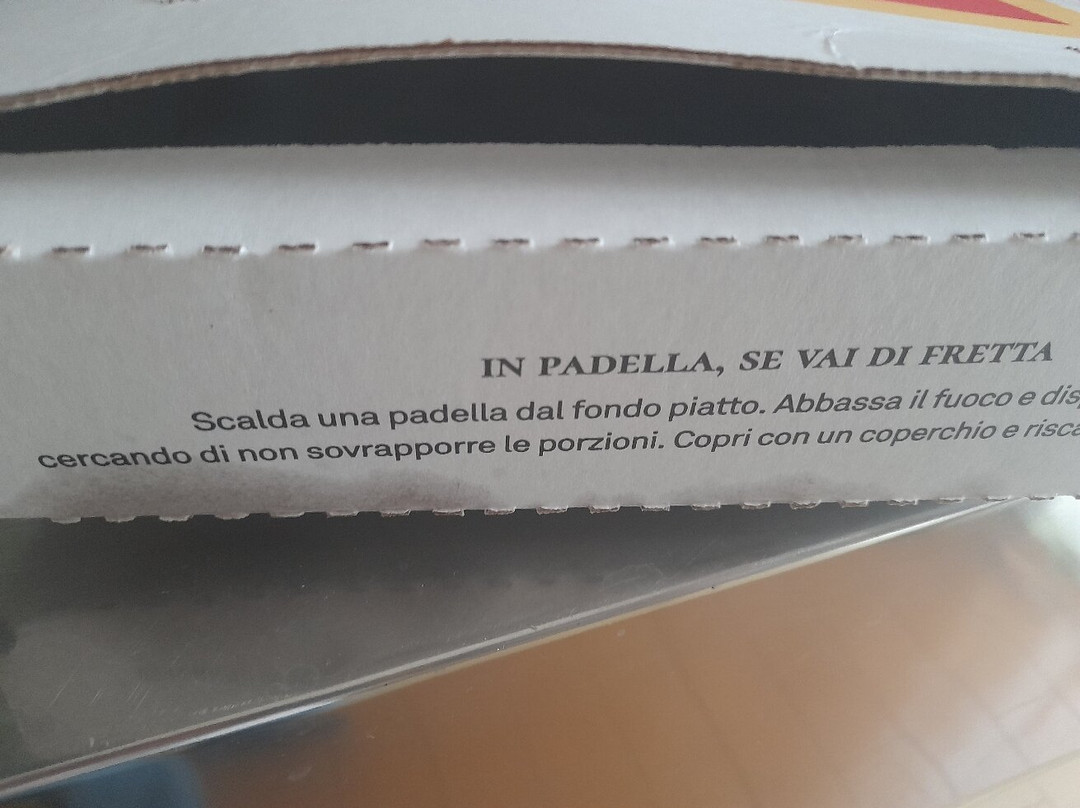 IN PADELLA, SE VAI DI FRETTA
Scalda una padella dal fondo piatto. Abbassa il fuoco e
cercando di non sovrapporre le porzioni. Copri con un coperchio e